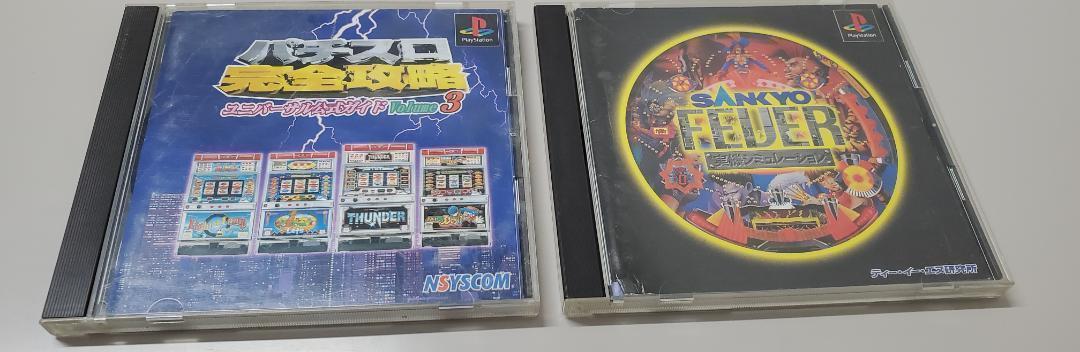 PlayStation
パチスロ
完全攻略
ユニバーサル公式ガイド Volume 3
THUNDER
THUNDER
NSYSCOM
PlayStation
SANKYO
FEVER
実機シミュレーション
ティー・イー・エヌ研究所